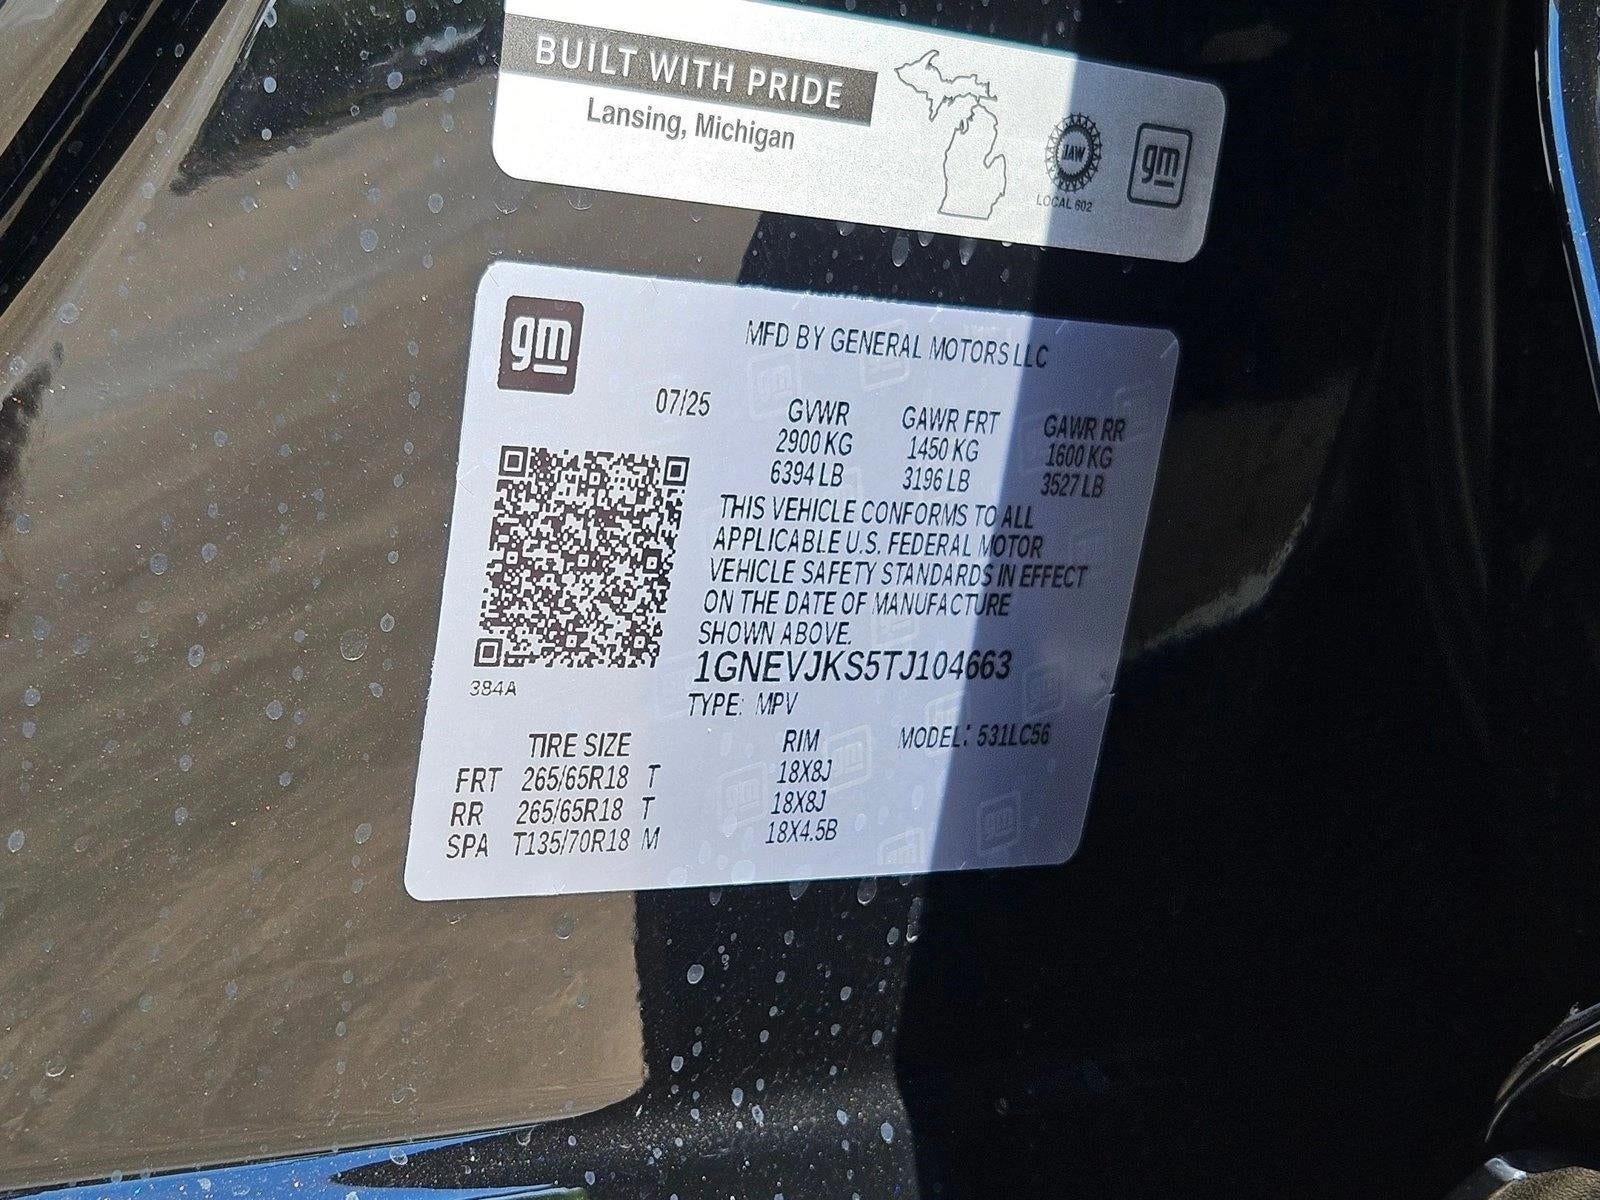 BUILT WITH PRIDE
Lansing, Michigan
UAW
LOCAL 602
gm
gm
MFD BY GENERAL MOTORS LLC
07/25
GVWR GAWR FRT GAWR RR
2900 KG 1450 KG 1600 KG
6394 LB 3196 LB 3527 LB
THIS VEHICLE CONFORMS TO ALL
APPLICABLE U.S. FEDERAL MOTOR
VEHICLE SAFETY STANDARDS IN EFFECT
ON THE DATE OF MANUFACTURE
SHOWN ABOVE.
1GNEVJKS5TJ104663
384A
TYPE: MPV
TIRE SIZE RIM MODEL: 531LC56
FRT 265/65R18 T 18X8J
RR 265/65R18 T 18X8J
SPA T135/70R18 M 18X4.5B